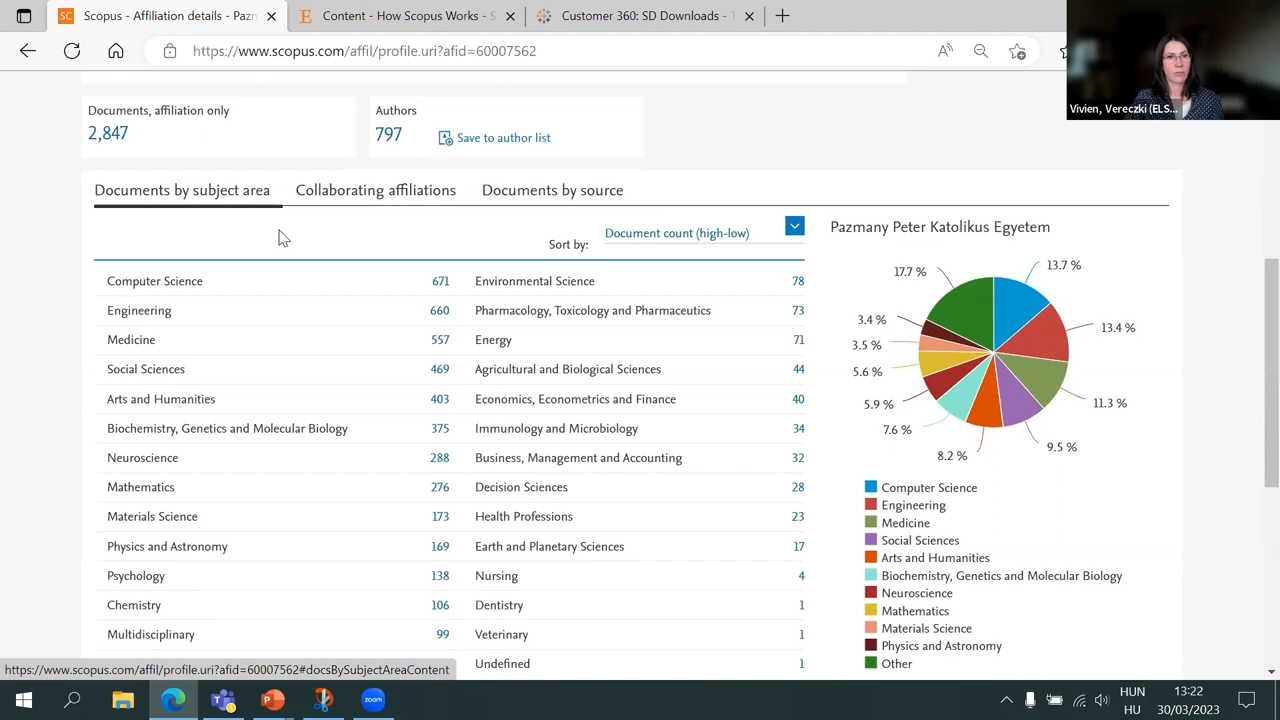 Scopus - Affiliation details - Pazn
Content - How Scopus Works - S
Customer 360: SD Downloads - T
https://www.scopus.com/affil/profile.uri?afid=60007562
Vivien, Vereczki (ELS...
Documents, affiliation only
2,847
Authors
797
Save to author list
Documents by subject area
Collaborating affiliations
Documents by source
Sort by:
Document count (high-low)
Computer Science 671
Engineering 660
Medicine 557
Social Sciences 469
Arts and Humanities 403
Biochemistry, Genetics and Molecular Biology 375
Neuroscience 288
Mathematics 276
Materials Science 173
Physics and Astronomy 169
Psychology 138
Chemistry 106
Multidisciplinary 99
Environmental Science 78
Pharmacology, Toxicology and Pharmaceutics 73
Energy 71
Agricultural and Biological Sciences 44
Economics, Econometrics and Finance 40
Immunology and Microbiology 34
Business, Management and Accounting 32
Decision Sciences 28
Health Professions 23
Earth and Planetary Sciences 17
Nursing 4
Dentistry 1
Veterinary 1
Undefined 1
Pazmany Peter Katolikus Egyetem
13.7 %
13.4 %
11.3 %
9.5 %
8.2 %
7.6 %
5.9 %
5.6 %
3.5 %
3.4 %
17.7 %
Computer Science
Engineering
Medicine
Social Sciences
Arts and Humanities
Biochemistry, Genetics and Molecular Biology
Neuroscience
Mathematics
Materials Science
Physics and Astronomy
Other
https://www.scopus.com/affil/profile.uri?afid=60007562#docsBySubjectAreaContent
zoom
HUN
HU
13:22
30/03/2023